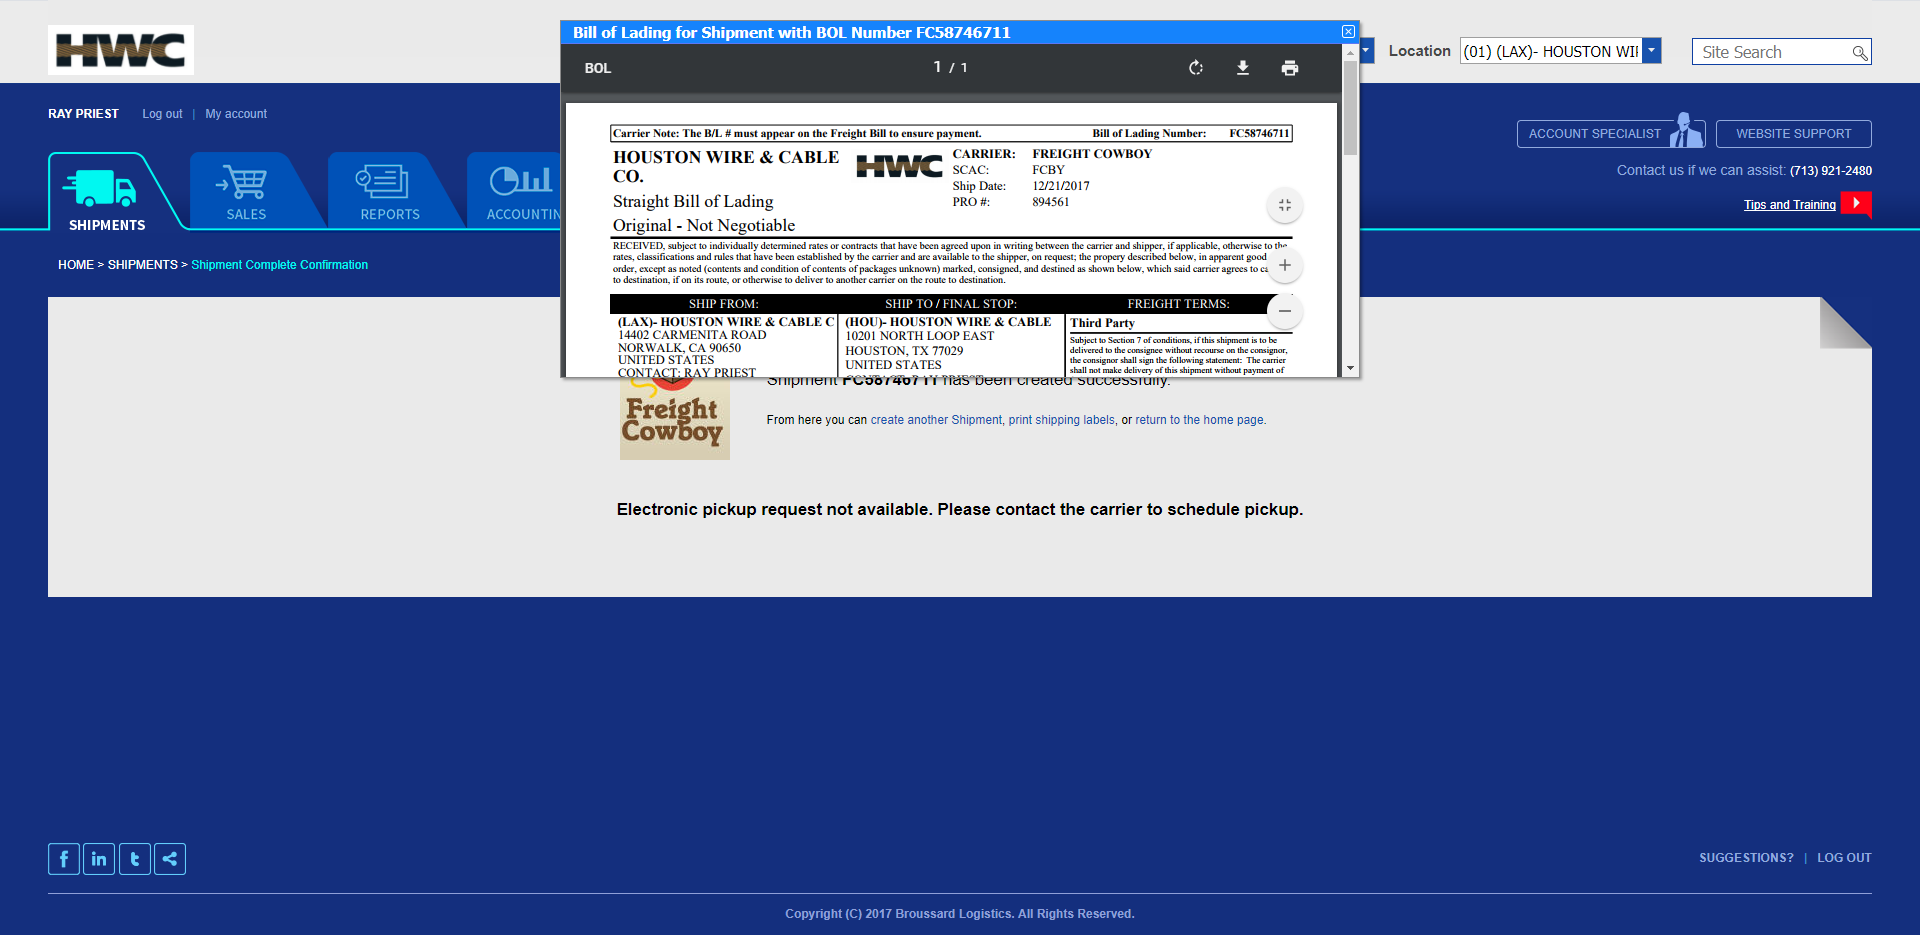 HWC
Bill of Lading for Shipment with BOL Number FC58746711
Location
(01) (LAX)- HOUSTON WI
Site Search
BOL
1 / 1
RAY PRIEST
Log out | My account
ACCOUNT SPECIALIST
WEBSITE SUPPORT
Contact us if we can assist: (713) 921-2480
Tips and Training
SHIPMENTS
SALES
REPORTS
ACCOUNTIN
HOME > SHIPMENTS > Shipment Complete Confirmation
Carrier Note: The B/L # must appear on the Freight Bill to ensure payment.
Bill of Lading Number: FC58746711
HOUSTON WIRE & CABLE
CO.
Straight Bill of Lading
Original - Not Negotiable
HWC
CARRIER: FREIGHT COWBOY
SCAC: FCBY
Ship Date: 12/21/2017
PRO #: 894561
RECEIVED, subject to individually determined rates or contracts that have been agreed upon in writing between the carrier and shipper, if applicable, otherwise to the
rates, classifications and rules that have been established by the carrier and are available to the shipper, on request; the propery described below, in apparent good
order, except as noted (contents and condition of contents of packages unknown) marked, consigned, and destined as shown below, which said carrier agrees to
to destination, if on its route, or otherwise to deliver to another carrier on the route to destination.
SHIP FROM:
SHIP TO / FINAL STOP:
FREIGHT TERMS:
(LAX)- HOUSTON WIRE & CABLE C
14402 CARMENITA ROAD
NORWALK, CA 90650
UNITED STATES
CONTACT: RAY PRIEST
(HOU)- HOUSTON WIRE & CABLE
10201 NORTH LOOP EAST
HOUSTON, TX 77029
UNITED STATES
CONTACT: RAY PRIEST
Third Party
Subject to Section 7 of conditions, if this shipment is to be
delivered to the consignee without recourse on the consignor,
the consignor shall sign the following statement: The carrier
shall not make delivery of this shipment without payment of
Freight
Cowboy
Shipment FC58746711 has been created successfully.
From here you can create another Shipment, print shipping labels, or return to the home page.
Electronic pickup request not available. Please contact the carrier to schedule pickup.
SUGGESTIONS? | LOG OUT
Copyright (C) 2017 Broussard Logistics. All Rights Reserved.